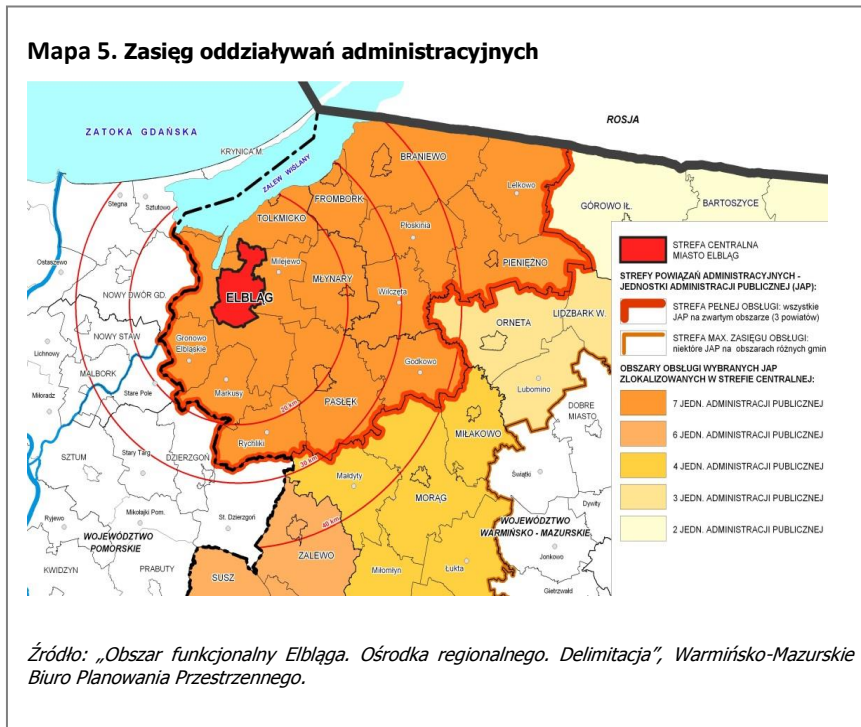 Mapa 5. Zasięg oddziaływań administracyjnych
ROSJA
ZATOKA GDAŃSKA
KRYNICA M.
ZALEW WIŚLANY
BRANIEWO
Lelkowo
FROMBORK
Stegna
Sztutowo
TOLKMICKO
GÓROWO IŁ.
BARTOSZYCE
Płoskinia
Ostaszewo
Milejewo
PIENIĘŻNO
MŁYNARY
NOWY DWÓR GD.
ELBLĄG
Wilczęta
ORNETA
LIDZBARK W.
NOWY STAW
Gronowo
Elbląskie
Lichnowy
MALBORK
Godkowo
Miłoradz
Stare Pole
Markusy
PASŁĘK
Lubomino
20 km
DOBRE
MIASTO
Rychliki
MIŁAKOWO
SZTUM
Stary Targ
DZIERZGOŃ
30 km
Małdyty
Świątki
Mikołajki Pom.
MORĄG
Dywity
Ryjewo
St. Dzierzgoń
40 km
WOJEWÓDZTWO
POMORSKIE
WOJEWÓDZTWO
WARMIŃSKO - MAZURSKIE
ZALEWO
Jonkowo
KWIDZYN
PRABUTY
SUSZ
Miłomłyn
Łukta
Gietrzwałd
STREFA CENTRALNA
MIASTO ELBLĄG
STREFY POWIĄZAŃ ADMINISTRACYJNYCH -
JEDNOSTKI ADMINISTRACJI PUBLICZNEJ (JAP):
STREFA PEŁNEJ OBSŁUGI: wszystkie
JAP na zwartym obszarze (3 powiatów)
STREFA MAX. ZASIĘGU OBSŁUGI:
niektóre JAP na obszarach różnych gmin
OBSZARY OBSŁUGI WYBRANYCH JAP
ZLOKALIZOWANYCH W STREFIE CENTRALNEJ:
7 JEDN. ADMINISTRACJI PUBLICZNEJ
6 JEDN. ADMINISTRACJI PUBLICZNEJ
4 JEDN. ADMINISTRACJI PUBLICZNEJ
3 JEDN. ADMINISTRACJI PUBLICZNEJ
2 JEDN. ADMINISTRACJI PUBLICZNEJ
Źródło: „Obszar funkcjonalny Elbląga. Ośrodka regionalnego. Delimitacja”, Warmińsko-Mazurskie
Biuro Planowania Przestrzennego.